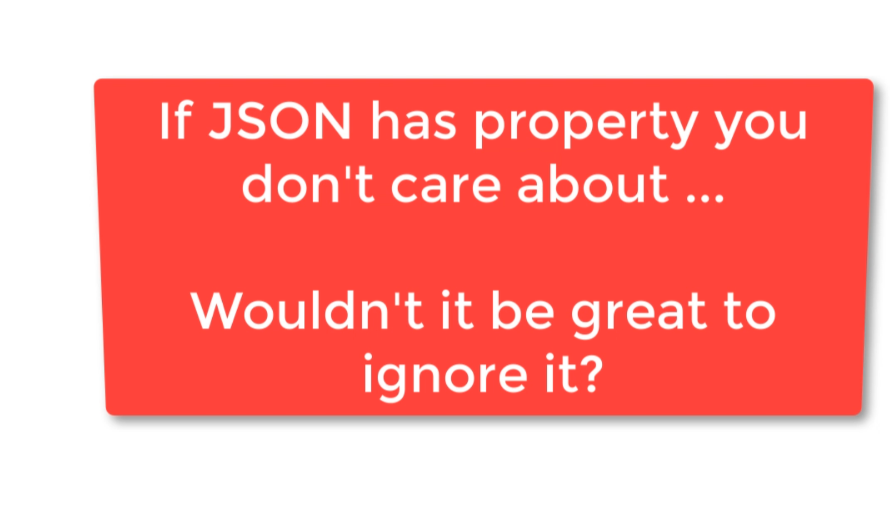 If JSON has property you
don't care about ...
Wouldn't it be great to
ignore it?